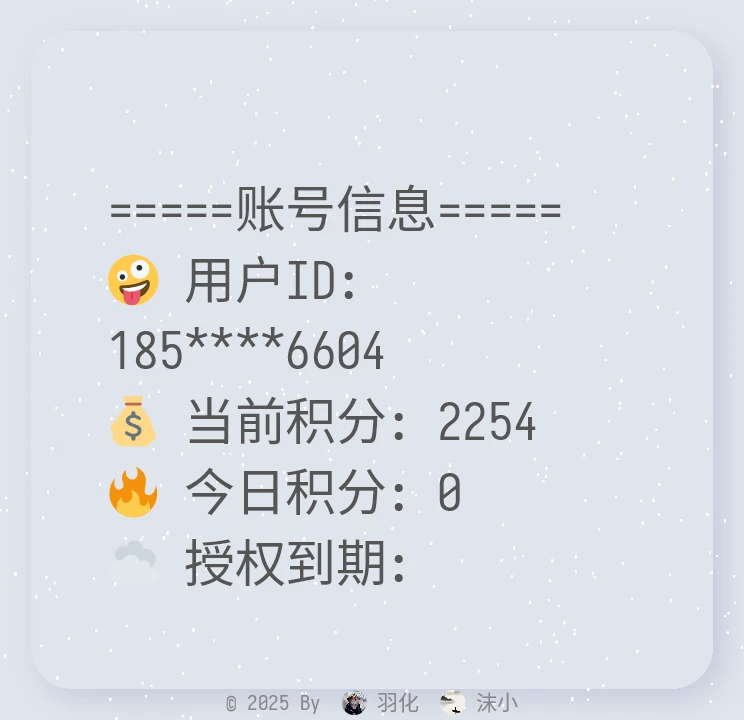 =====账号信息=====
🤪 用户ID:
185****6604
💰 当前积分: 2254
🔥 今日积分: 0
☁️ 授权到期:
© 2025 By 羽化 沫小